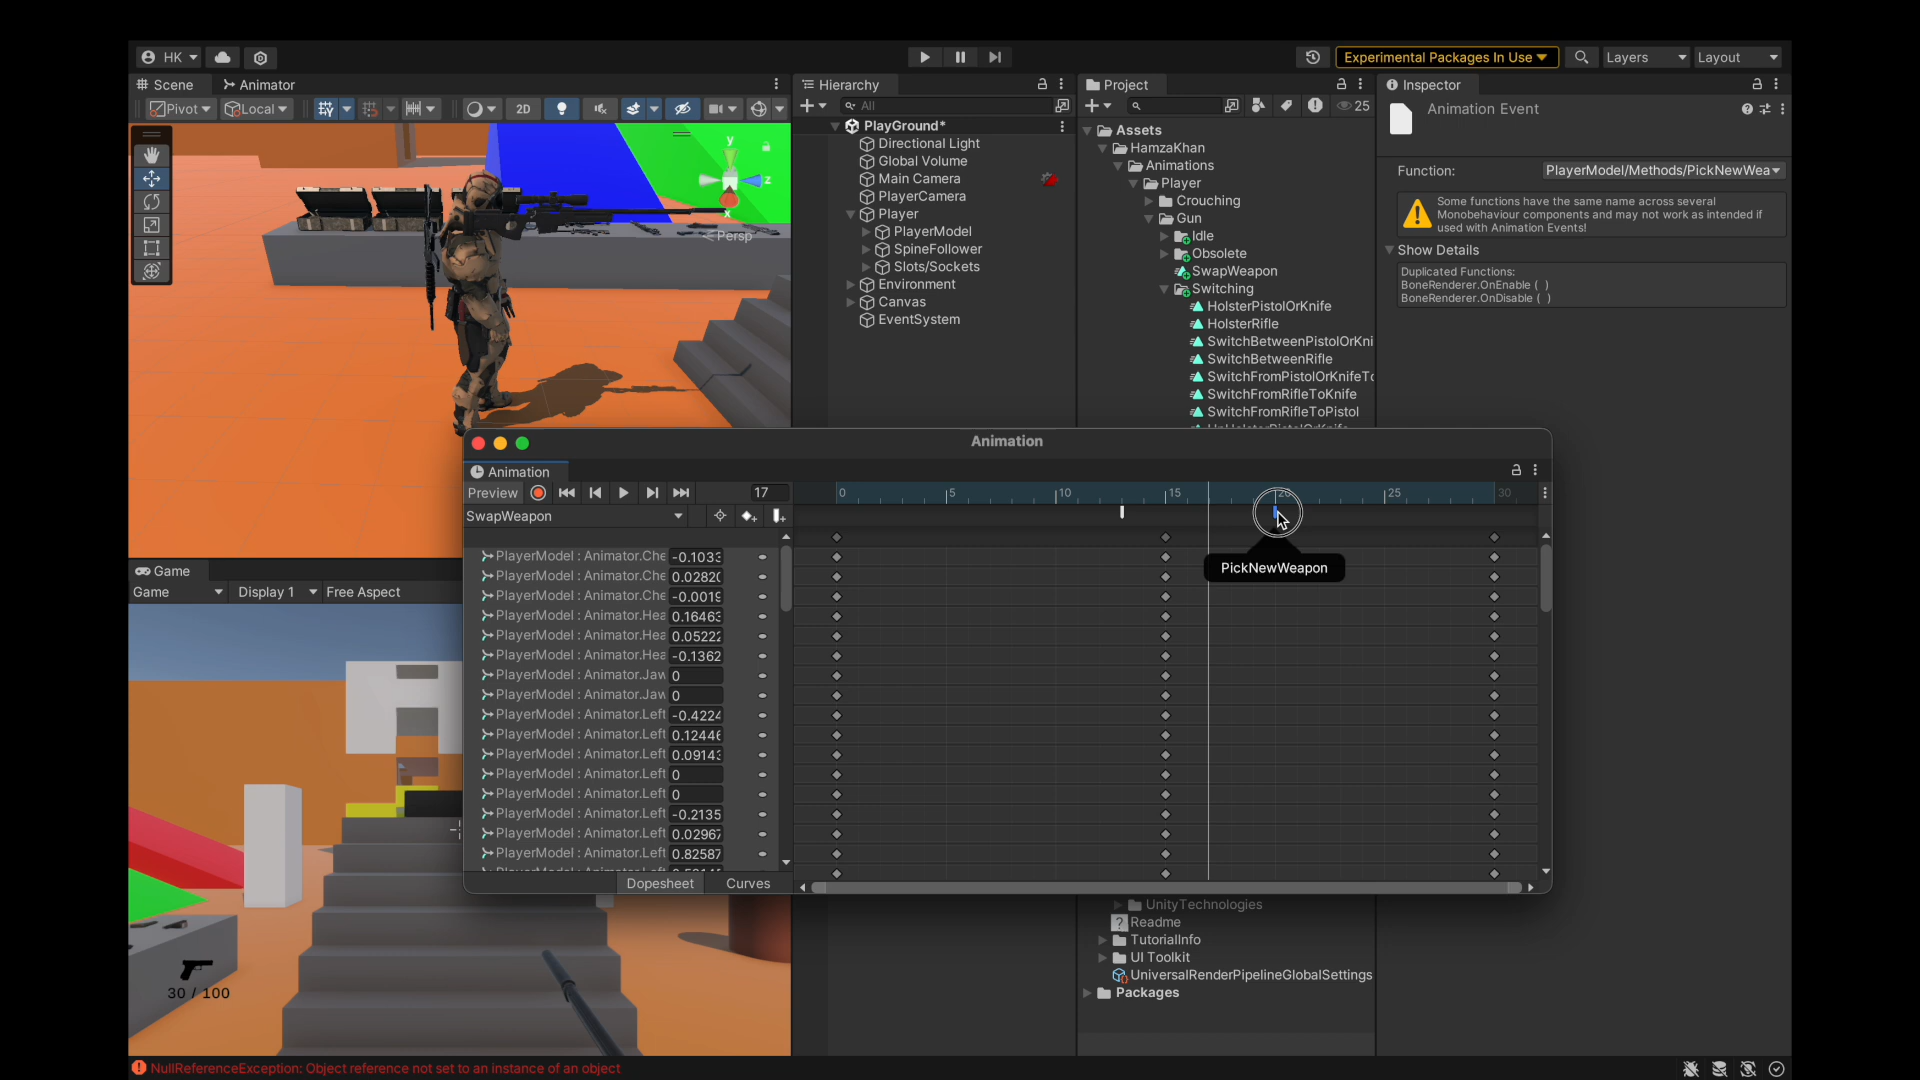 HK
Experimental Packages In Use
Layers
Layout
Scene
Animator
Hierarchy
Project
Inspector
Pivot
Local
2D
All
25
Animation Event
y
z
x
Persp
PlayGround*
Directional Light
Global Volume
Main Camera
PlayerCamera
Player
PlayerModel
SpineFollower
Slots/Sockets
Environment
Canvas
EventSystem
Assets
HamzaKhan
Animations
Player
Crouching
Gun
Idle
Obsolete
SwapWeapon
Switching
HolsterPistolOrKnife
HolsterRifle
SwitchBetweenPistolOrKni
SwitchBetweenRifle
SwitchFromPistolOrKnifeTo
SwitchFromRifleToKnife
SwitchFromRifleToPistol
Function:
PlayerModel/Methods/PickNewWea
Some functions have the same name across several
Monobehaviour components and may not work as intended if
used with Animation Events!
Show Details
Duplicated Functions:
BoneRenderer.OnEnable ( )
BoneRenderer.OnDisable ( )
Animation
Animation
Preview
17
0
5
10
15
20
25
30
SwapWeapon
PickNewWeapon
PlayerModel : Animator.Che -0.1033
PlayerModel : Animator.Che 0.0282
PlayerModel : Animator.Che -0.0019
PlayerModel : Animator.Hea 0.16463
PlayerModel : Animator.Hea 0.05222
PlayerModel : Animator.Hea -0.1362
PlayerModel : Animator.Jaw 0
PlayerModel : Animator.Jaw 0
PlayerModel : Animator.Left -0.4224
PlayerModel : Animator.Left 0.12446
PlayerModel : Animator.Left 0.09143
PlayerModel : Animator.Left 0
PlayerModel : Animator.Left 0
PlayerModel : Animator.Left -0.2135
PlayerModel : Animator.Left 0.02967
PlayerModel : Animator.Left 0.82587
Dopesheet
Curves
Game
Game
Display 1
Free Aspect
30 / 100
UnityTechnologies
Readme
TutorialInfo
UI Toolkit
UniversalRenderPipelineGlobalSettings
Packages
NullReferenceException: Object reference not set to an instance of an object